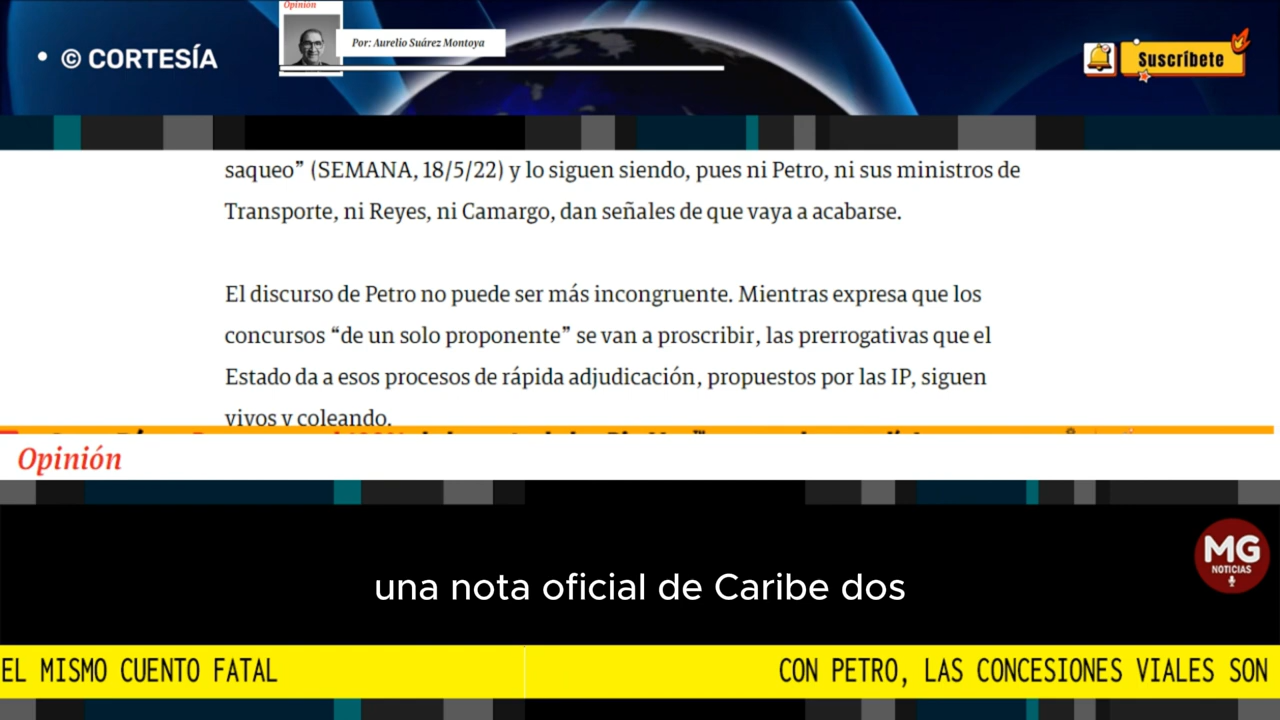 Opinión
Por: Aurelio Suárez Montoya
• © CORTESÍA
Suscríbete
saqueo” (SEMANA, 18/5/22) y lo siguen siendo, pues ni Petro, ni sus ministros de
Transporte, ni Reyes, ni Camargo, dan señales de que vaya a acabarse.
El discurso de Petro no puede ser más incongruente. Mientras expresa que los
concursos “de un solo proponente” se van a proscribir, las prerrogativas que el
Estado da a esos procesos de rápida adjudicación, propuestos por las IP, siguen
vivos y coleando.
Opinión
MG
NOTICIAS
una nota oficial de Caribe dos
EL MISMO CUENTO FATAL
CON PETRO, LAS CONCESIONES VIALES SON